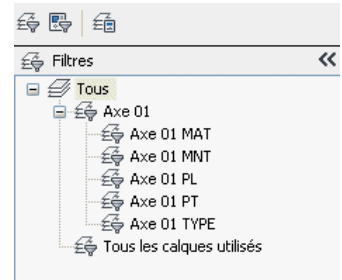 Filtres
Tous
Axe 01
Axe 01 MAT
Axe 01 MNT
Axe 01 PL
Axe 01 PT
Axe 01 TYPE
Tous les calques utilisés